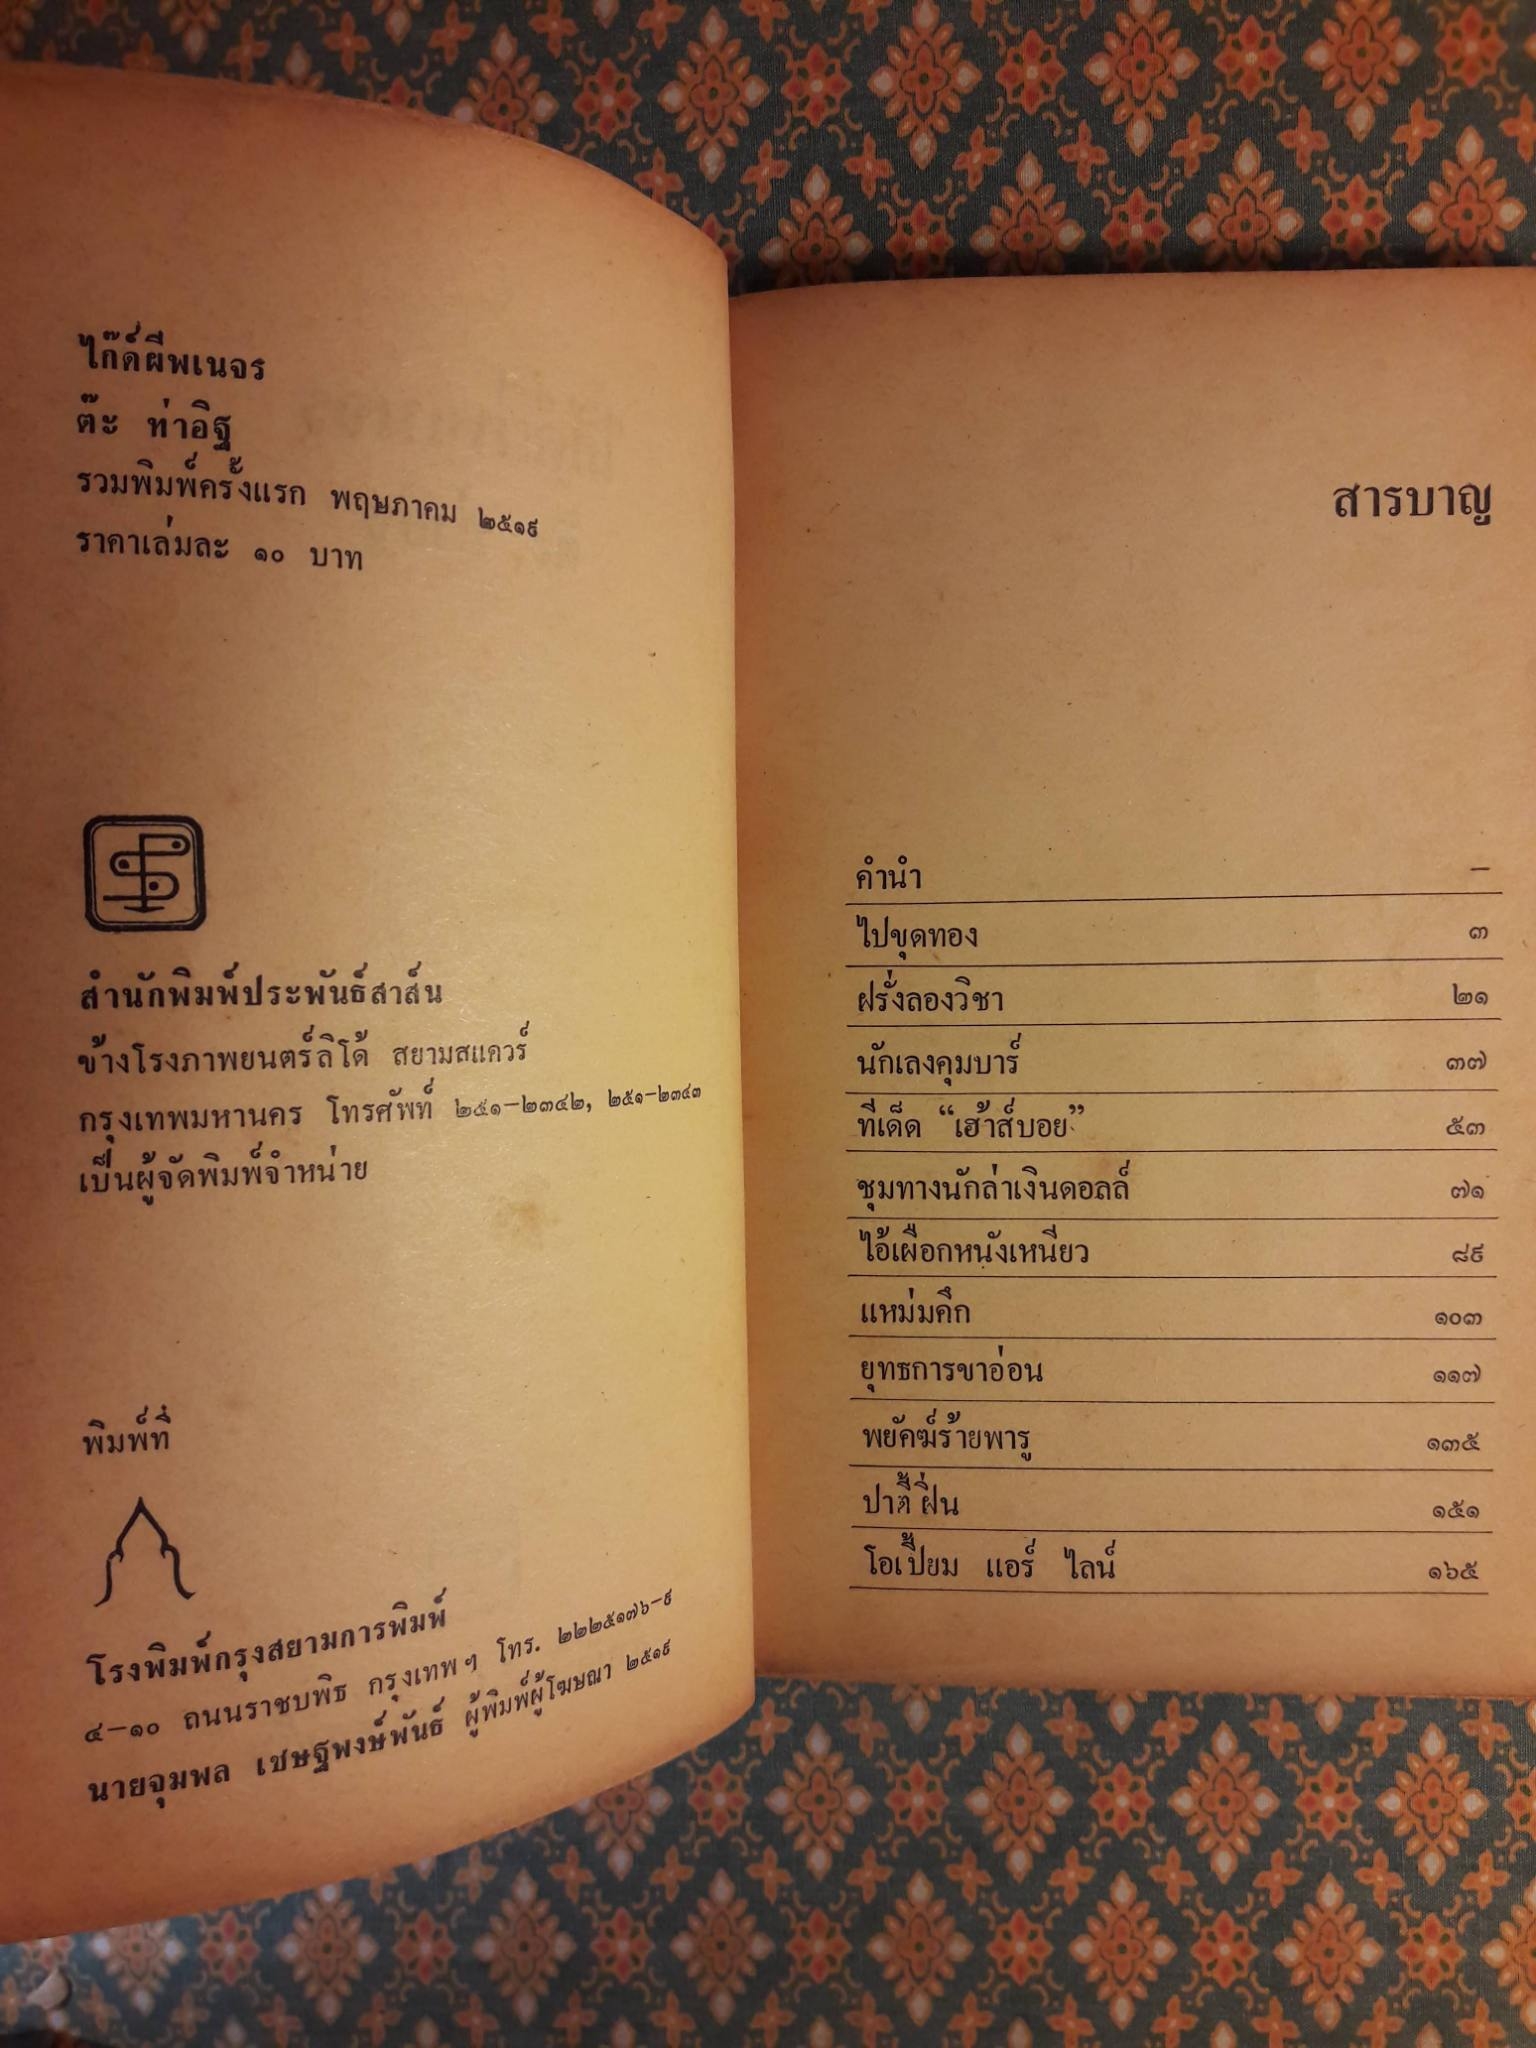 ไก๊ด์ผีพเนจร
ต๊ะ ท่าอิฐ
รวมพิมพ์ครั้งแรก พฤษภาคม ๒๕๑๙
ราคาเล่มละ ๑๐ บาท
สำนักพิมพ์ประพันธ์สาส์น
ข้างโรงภาพยนตร์ลิโด้ สยามสแควร์
กรุงเทพมหานคร โทรศัพท์ ๒๕๑-๒๓๔๒, ๒๕๑-๒๓๔๓
เป็นผู้จัดพิมพ์จำหน่าย
พิมพ์ที่
โรงพิมพ์กรุงสยามการพิมพ์
๔-๑๐ ถนนราชบพิธ กรุงเทพฯ โทร. ๒๒๒๕๑๗๖-๙
นายจุมพล เชษฐพงษ์พันธ์ ผู้พิมพ์ผู้โฆษณา ๒๕๑๙
สารบาญ
คำนำ –
ไปขุดทอง ๓
ฝรั่งลองวิชา ๒๑
นักเลงคุมบาร์ ๓๗
ทีเด็ด “เฮ้าส์บอย” ๕๓
ชุมทางนักล่าเงินดอลล์ ๗๑
ไอ้เผือกหนังเหนียว ๘๙
แหม่มคึก ๑๐๓
ยุทธการขาอ่อน ๑๑๗
พยัคฆ์ร้ายพารู ๑๓๕
ปาตี้ ฝิ่น ๑๕๑
โอเปี้ยม แอร์ ไลน์ ๑๖๕